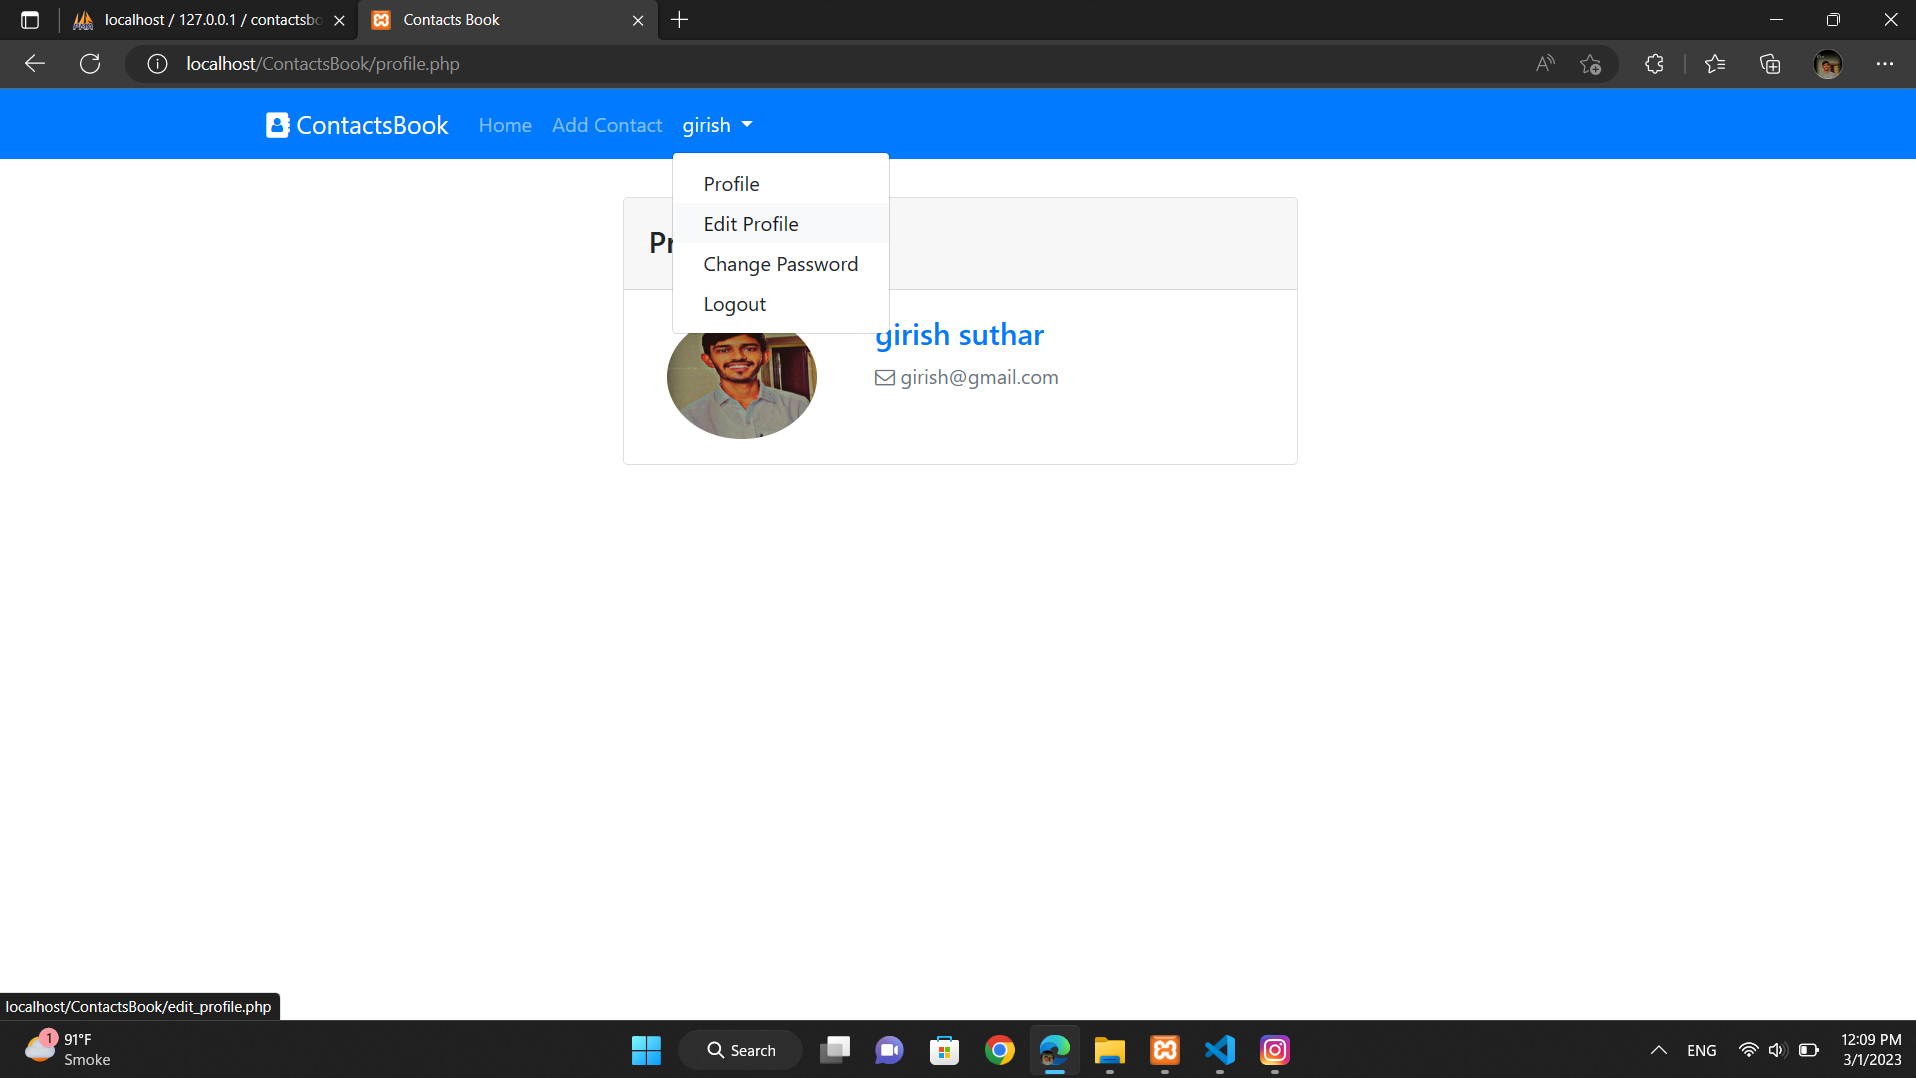 localhost / 127.0.0.1 / contactsbo
Contacts Book
localhost/ContactsBook/profile.php
ContactsBook
Home
Add Contact
girish
Profile
Edit Profile
Change Password
Logout
Pr
girish suthar
girish@gmail.com
localhost/ContactsBook/edit_profile.php
1
91°F
Smoke
Search
ENG
12:09 PM
3/1/2023